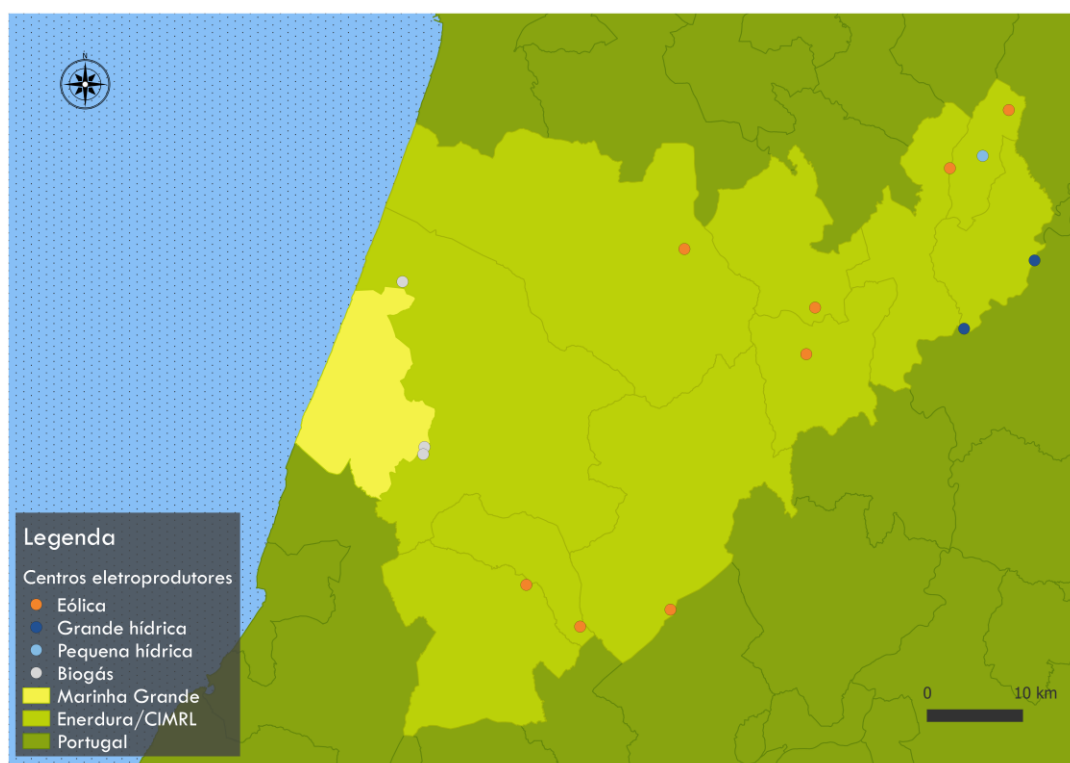 N
Legenda
Centros eletroprodutores
Eólica
Grande hídrica
Pequena hídrica
Biogás
Marinha Grande
Enerdura/CIMRL
Portugal
0 10 km